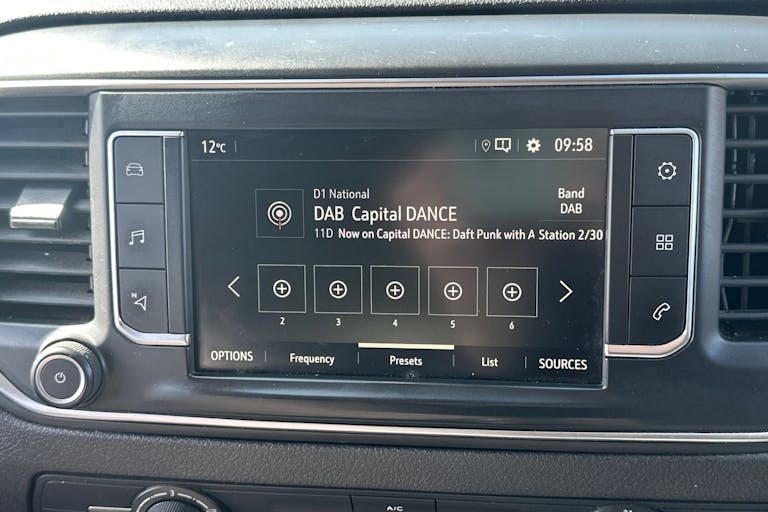 12°C 09:58
D1 National
DAB Capital DANCE
Band
DAB
11D Now on Capital DANCE: Daft Punk with A Station 2/30
N
2 3 4 5 6
OPTIONS Frequency Presets List SOURCES
3
A/C